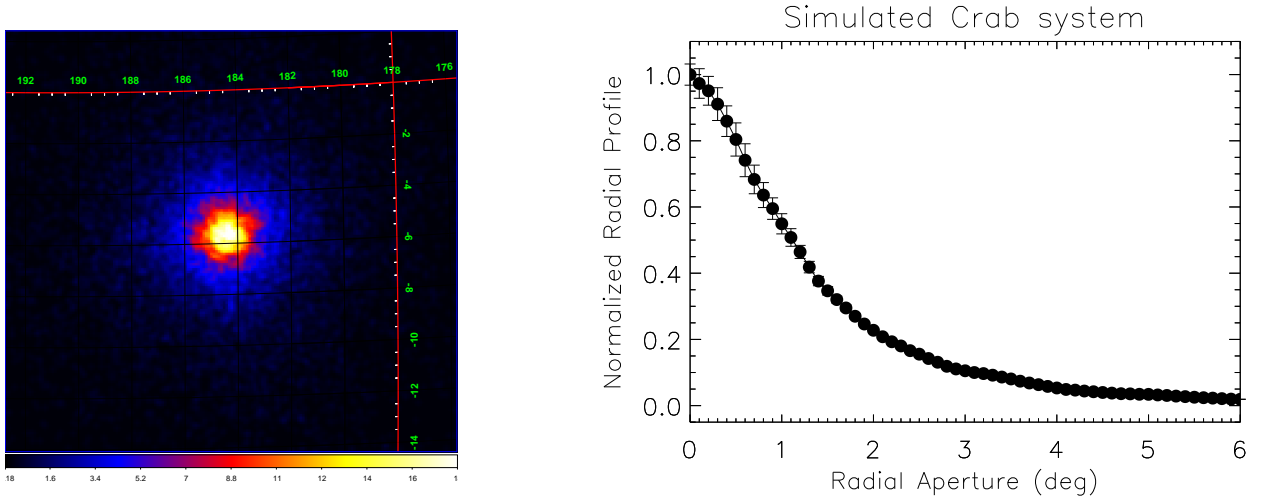 192 190 188 186 184 182 180 178 176
-2
-4
-6
-8
-10
-12
-14
18 1.6 3.4 5.2 7 8.8 11 12 14 16 1
Simulated Crab system
Normalized Radial Profile
1.0
0.8
0.6
0.4
0.2
0.0
0 1 2 3 4 5 6
Radial Aperture (deg)